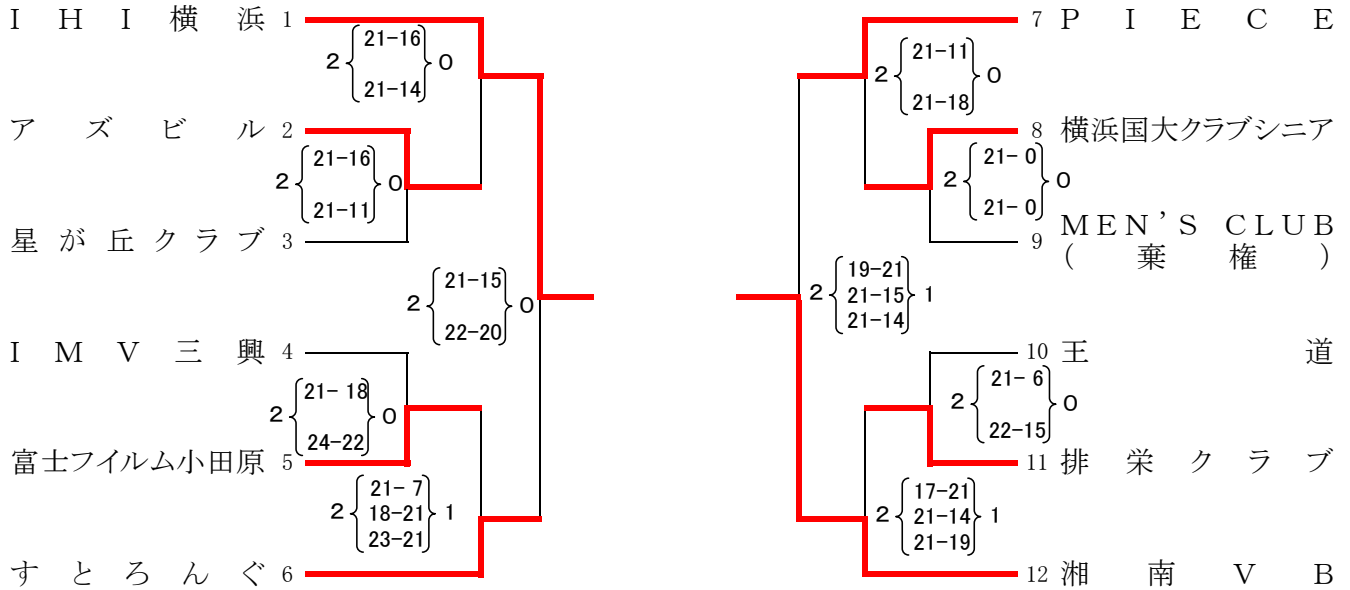 IHI横浜 1
21-16
2 0
21-14
アズビル 2
21-16
2 0
21-11
星が丘クラブ 3
21-15
2 0
22-20
IMV三興 4
21- 18
2 0
24-22
富士フイルム小田原 5
21- 7
2 18-21 1
23-21
すとろんぐ 6
7 PIECE
21-11
2 0
21-18
8 横浜国大クラブシニア
21- 0
2 0
21- 0
9 MEN'S CLUB
(棄権)
19-21
2 21-15 1
21-14
10 王道
21- 6
2 0
22-15
11 排栄クラブ
17-21
2 21-14 1
21-19
12 湘南VB